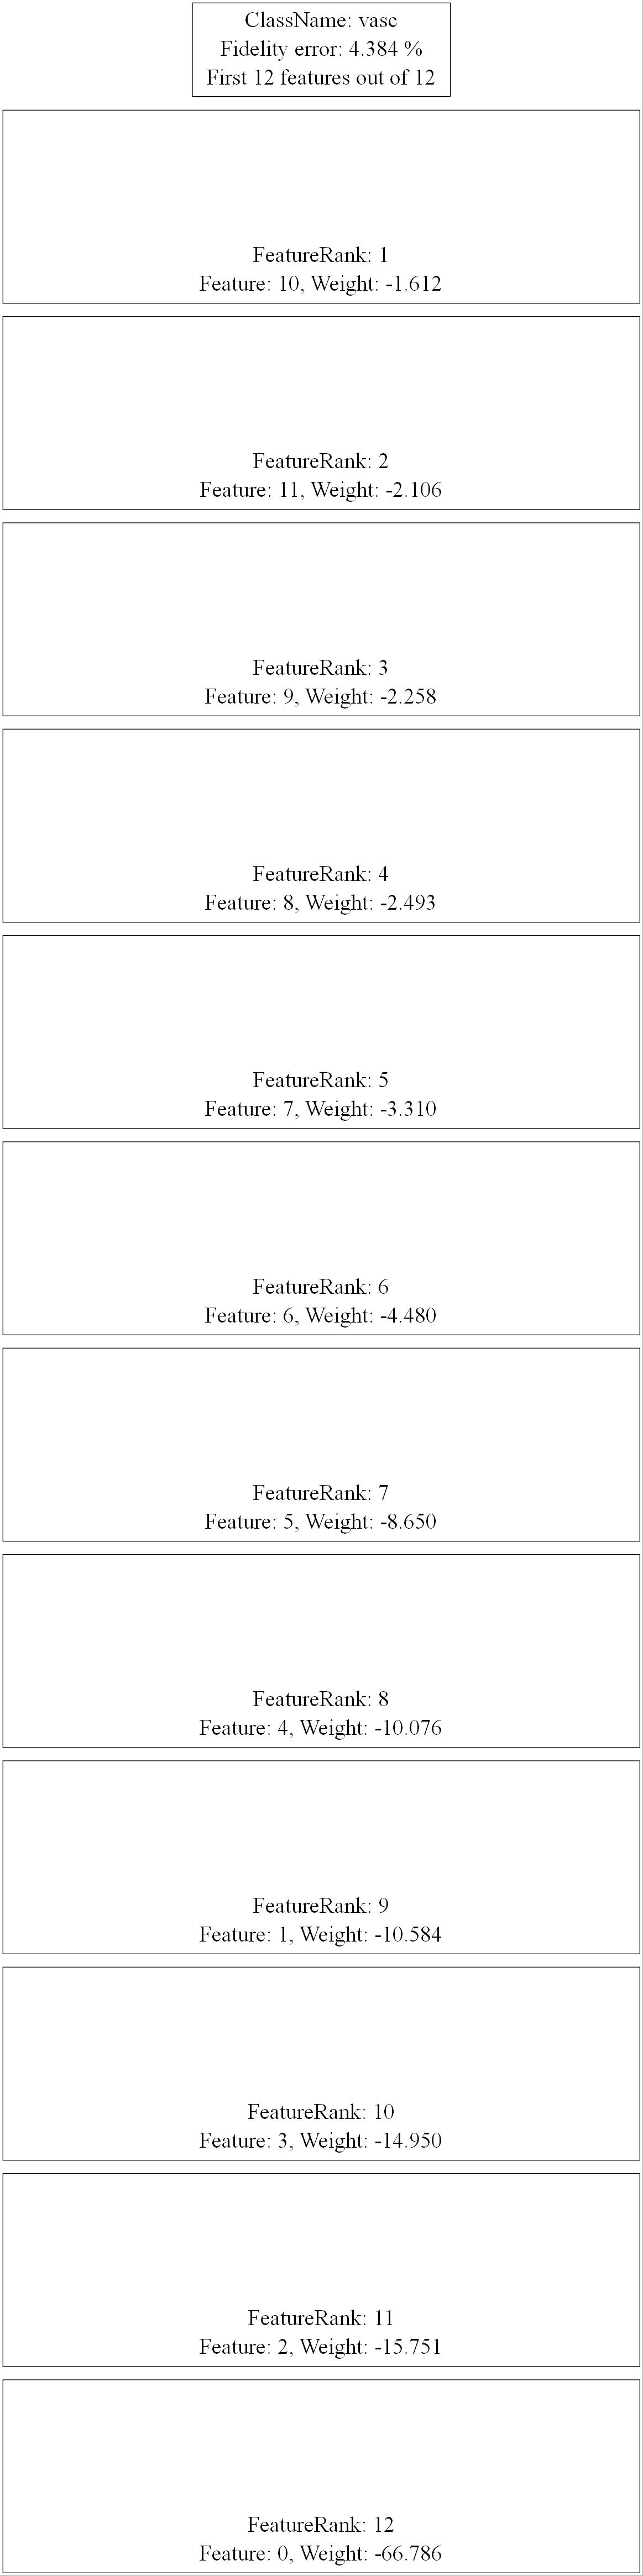 ClassName: vasc
Fidelity error: 4.384 %
First 12 features out of 12
FeatureRank: 1
Feature: 10, Weight: -1.612
FeatureRank: 2
Feature: 11, Weight: -2.106
FeatureRank: 3
Feature: 9, Weight: -2.258
FeatureRank: 4
Feature: 8, Weight: -2.493
FeatureRank: 5
Feature: 7, Weight: -3.310
FeatureRank: 6
Feature: 6, Weight: -4.480
FeatureRank: 7
Feature: 5, Weight: -8.650
FeatureRank: 8
Feature: 4, Weight: -10.076
FeatureRank: 9
Feature: 1, Weight: -10.584
FeatureRank: 10
Feature: 3, Weight: -14.950
FeatureRank: 11
Feature: 2, Weight: -15.751
FeatureRank: 12
Feature: 0, Weight: -66.786